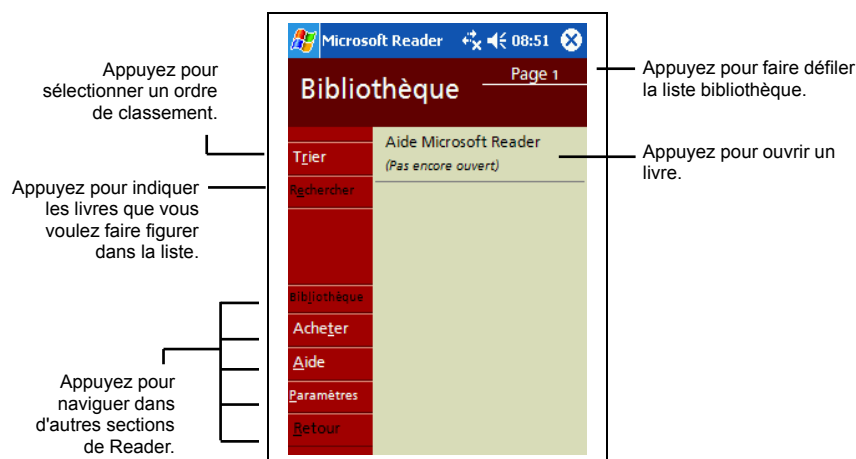 Microsoft Reader 08:51
Bibliothèque
Page 1
Trier
Rechercher
Bibliothèque
Acheter
Aide
Paramètres
Retour
Aide Microsoft Reader
(Pas encore ouvert)
Appuyez pour
sélectionner un ordre
de classement.
Appuyez pour indiquer
les livres que vous
voulez faire figurer
dans la liste.
Appuyez pour
naviguer dans
d'autres sections
de Reader.
Appuyez pour faire défiler
la liste bibliothèque.
Appuyez pour ouvrir un
livre.